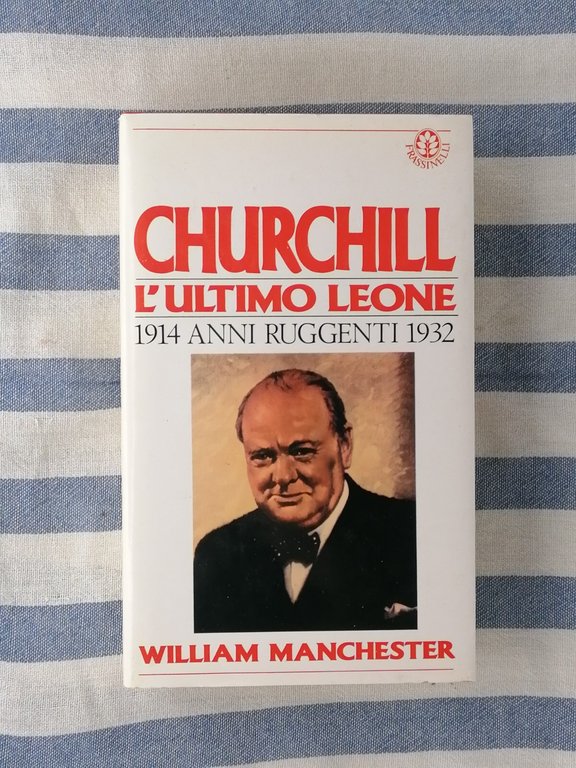 FRASSINELLI
CHURCHILL
L'ULTIMO LEONE
1914 ANNI RUGGENTI 1932
WILLIAM MANCHESTER